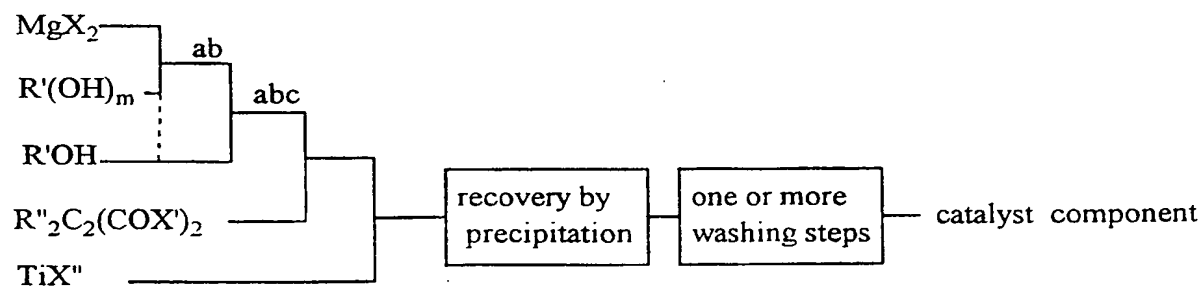 MgX₂
ab
R'(OH)ₘ
abc
R'OH
R"₂C₂(COX')₂
TiX"
recovery by
precipitation
one or more
washing steps
catalyst component